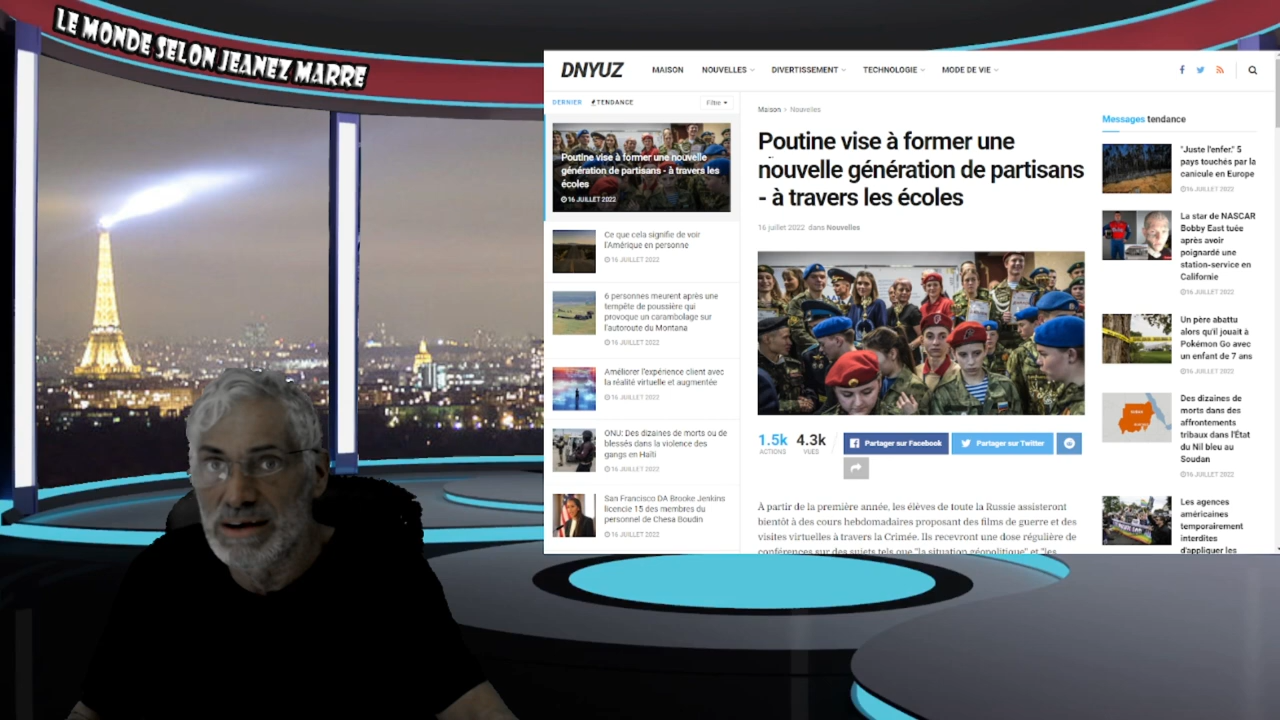 LE MONDE SELON JEANEZ MARRE
DNYUZ
MAISON
NOUVELLES
DIVERTISSEMENT
TECHNOLOGIE
MODE DE VIE
DERNIER
TENDANCE
Filtre
Poutine vise à former une nouvelle
génération de partisans - à travers les
écoles
16 JUILLET 2022
Ce que cela signifie de voir
l'Amérique en personne
16 JUILLET 2022
6 personnes meurent après une
tempête de poussière qui
provoque un carambolage sur
l'autoroute du Montana
16 JUILLET 2022
Améliorer l'expérience client avec
la réalité virtuelle et augmentée
16 JUILLET 2022
ONU: Des dizaines de morts ou de
blessés dans la violence des
gangs en Haïti
16 JUILLET 2022
San Francisco DA Brooke Jenkins
licencie 15 des membres du
personnel de Chesa Boudin
16 JUILLET 2022
Maison > Nouvelles
Poutine vise à former une
nouvelle génération de partisans
- à travers les écoles
16 juillet 2022 dans Nouvelles
1.5k
ACTIONS
4.3k
VUES
Partager sur Facebook
Partager sur Twitter
À partir de la première année, les élèves de toute la Russie assisteront
bientôt à des cours hebdomadaires proposant des films de guerre et des
visites virtuelles à travers la Crimée. Ils recevront une dose régulière de
conférences sur des sujets tels que "la situation géopolitique" et "les
Messages tendance
"Juste l'enfer." 5
pays touchés par la
canicule en Europe
16 JUILLET 2022
La star de NASCAR
Bobby East tuée
après avoir
poignardé une
station-service en
Californie
16 JUILLET 2022
Un père abattu
alors qu'il jouait à
Pokémon Go avec
un enfant de 7 ans
16 JUILLET 2022
Des dizaines de
morts dans des
affrontements
tribaux dans l'État
du Nil bleu au
Soudan
16 JUILLET 2022
Les agences
américaines
temporairement
interdites
d'appliquer les